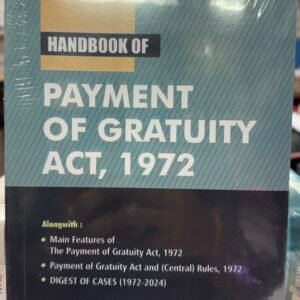 HANDBOOK OF
PAYMENT
OF GRATUITY
ACT, 1972
Alongwith :
• Main Features of
The Payment of Gratuity Act, 1972
• Payment of Gratuity Act and (Central) Rules, 1972
• DIGEST OF CASES (1972-2024)